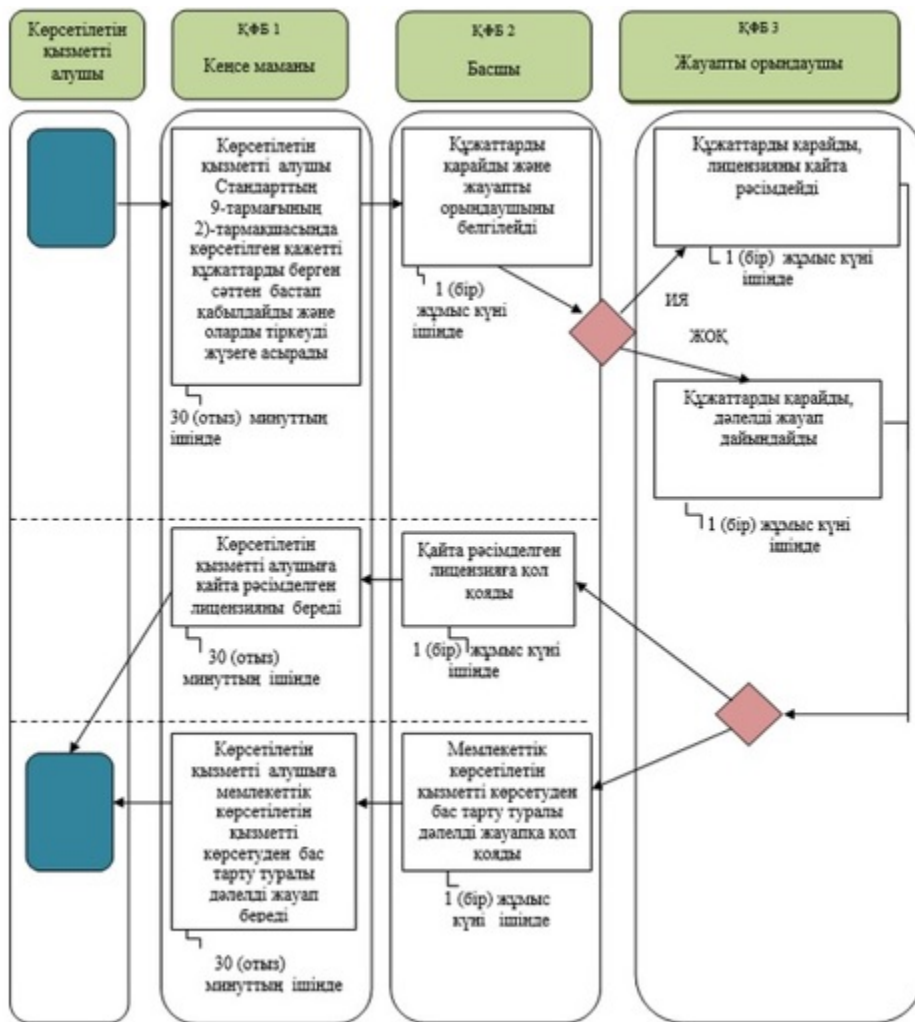 Көрсетілетін
қызметті
алушы
ҚФБ 1
Кеңсе маманы
ҚФБ 2
Басшы
ҚФБ 3
Жауапты орындаушы
Көрсетілетін
қызметті алушы
Стандарттың
9-тармағының
2)-тармақшасында
көрсетілген қажетті
құжаттарды берген
сәттен бастап
қабылдайды және
оларды тіркеуді
жүзеге асырады
30 (отыз) минуттың
ішінде
Құжаттарды
қарайды және
жауапты
орындаушыны
белгілейді
1 (бір)
жұмыс күні
ішінде
Құжаттарды қарайды,
лицензияны қайта
рәсімдейді
1 (бір) жұмыс күні
ішінде
ИЯ
ЖОҚ
Құжаттарды қарайды,
дәлелді жауап
дайындайды
1 (бір) жұмыс күні
ішінде
Көрсетілетін
қызметті алушыға
қайта рәсімделген
лицензияны береді
30 (отыз)
минуттың ішінде
Қайта рәсімделген
лицензияға қол
қояды
1 (бір) жұмыс күні
ішінде
Көрсетілетін
қызметті алушыға
мемлекеттік
көрсетілетін
қызметті
көрсетуден бас
тарту туралы
дәлелді жауап
береді
30 (отыз)
минуттың ішінде
Мемлекеттік
көрсетілетін
қызметті көрсетуден
бас тарту туралы
дәлелді жауапқа қол
қояды
1 (бір) жұмыс
күні ішінде